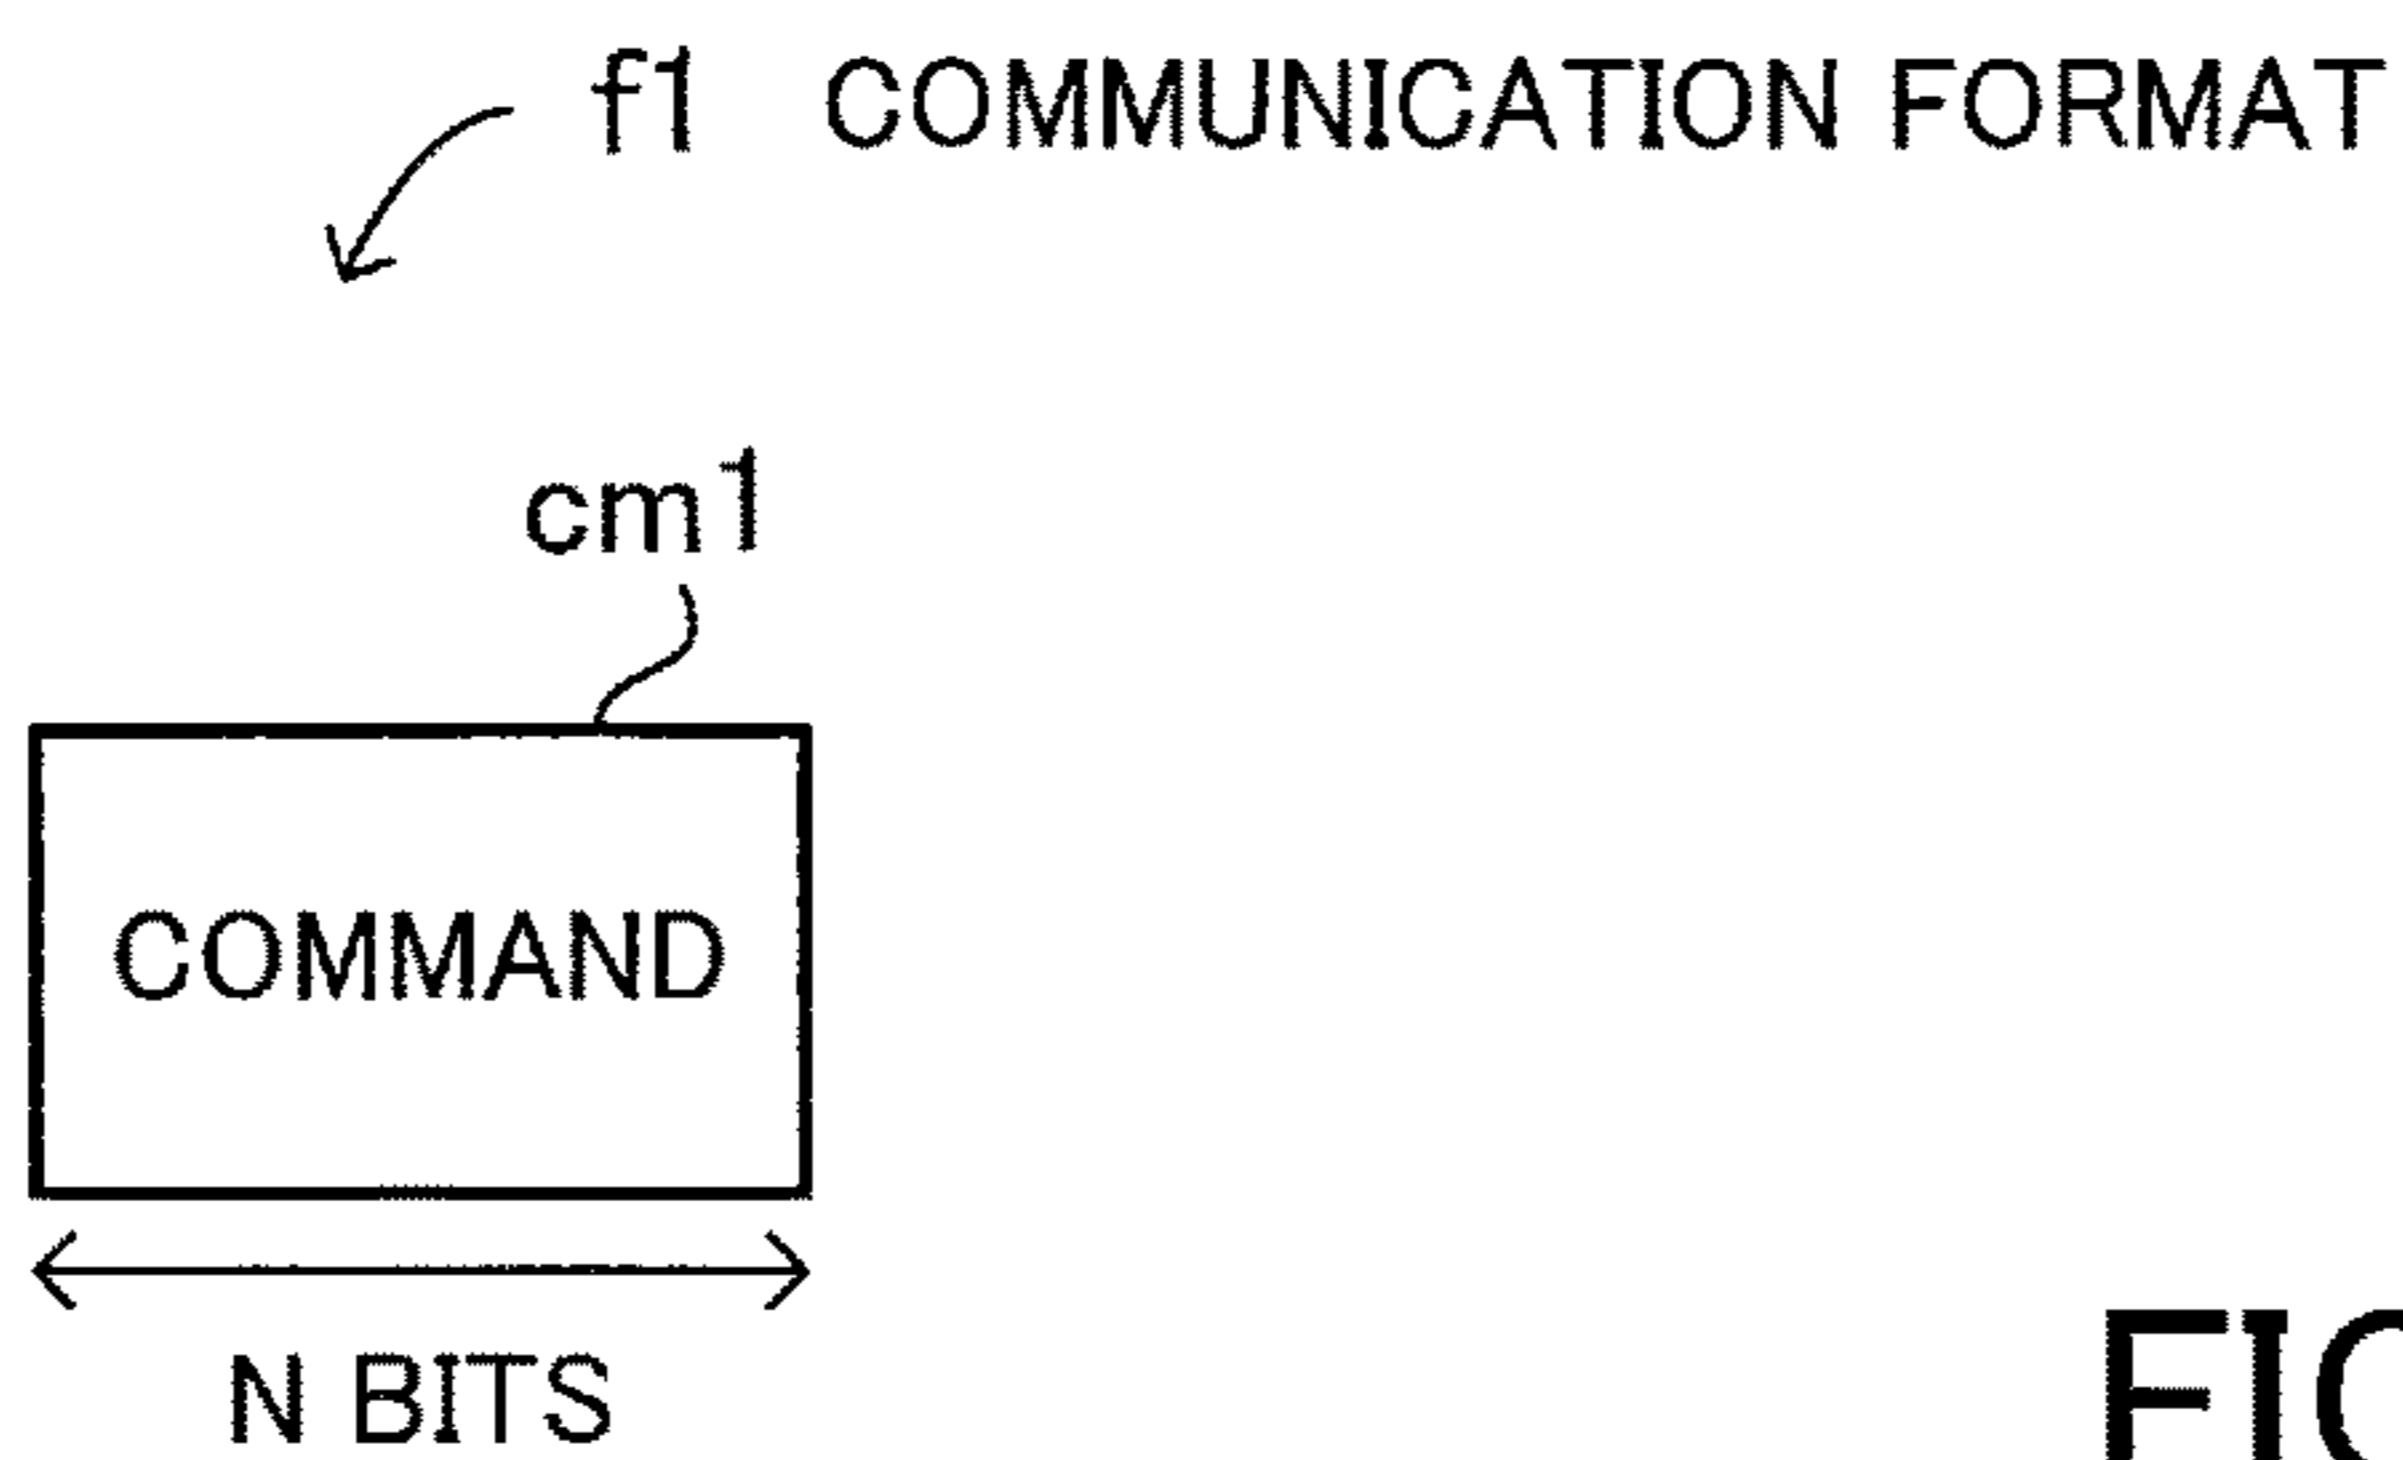 f1 COMMUNICATION FORMAT
cm1
COMMAND
N BITS